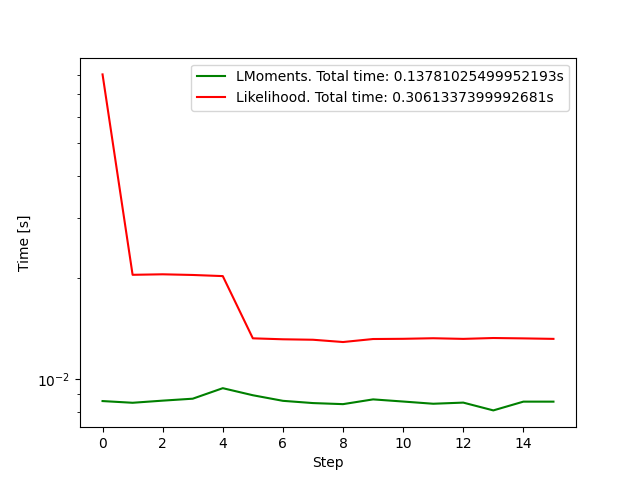 LMoments. Total time: 0.13781025499952193s
Likelihood. Total time: 0.3061337399992681s
Time [s]
10⁻²
0 2 4 6 8 10 12 14
Step